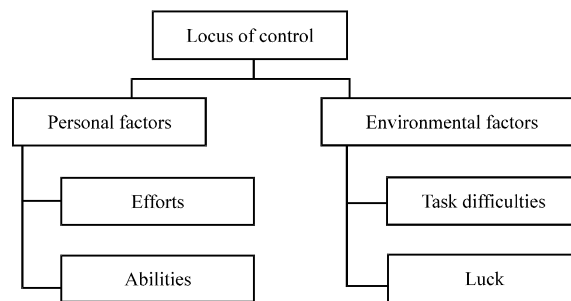 Locus of control
Personal factors
Environmental factors
Efforts
Task difficulties
Abilities
Luck